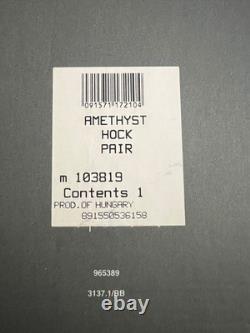 091571172104
AMETHYST
HOCK
PAIR
m 103819
Contents 1
PROD.OF HUNGARY
891550536158
965389
3137.1/BB